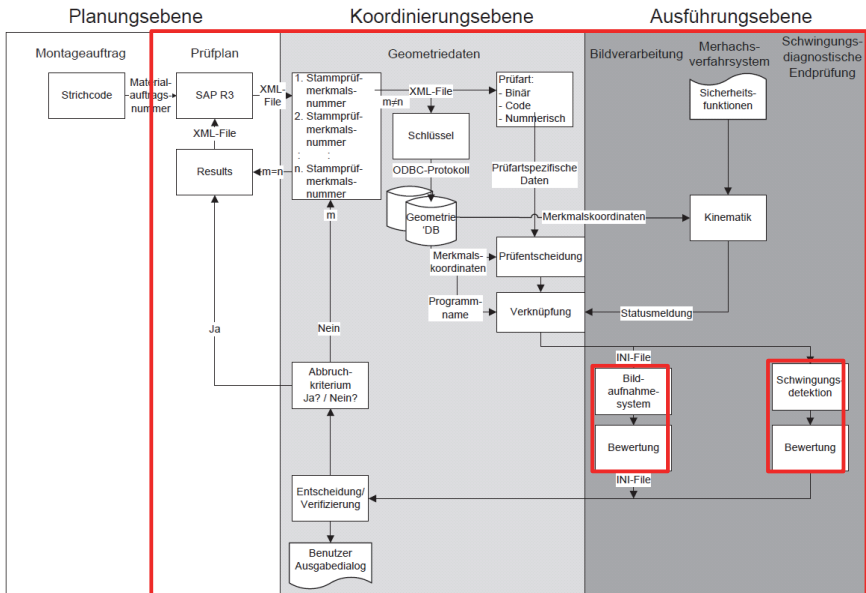 Planungsebene
Koordinierungsebene
Ausführungsebene
Montageauftrag
Prüfplan
Geometriedaten
Bildverarbeitung
Merhachs-
verfahrsystem
Schwingungs-
diagnostische
Endprüfung
Strichcode
Material-
auftrags-
nummer
SAP R3
XML-
File
XML-File
Results
1. Stammprüf-
merkmals-
nummer
2. Stammprüf-
merkmals-
nummer
: :
n. Stammprüf-
merkmals-
nummer
m=n
XML-File
m≠n
Schlüssel
ODBC-Protokoll
Geometrie
'DB
Prüfart:
- Binär
- Code
- Nummerisch
Prüfartspezifische
Daten
Sicherheits-
funktionen
Merkmalskoordinaten
Kinematik
Merkmals-
koordinaten
Prüfentscheidung
Programm-
name
Verknüpfung
Statusmeldung
m
Nein
Ja
Abbruch-
kriterium
Ja? / Nein?
INI-File
Bild-
aufnahme-
system
Bewertung
INI-File
Schwingungs-
detektion
Bewertung
Entscheidung/
Verifizierung
Benutzer
Ausgabedialog